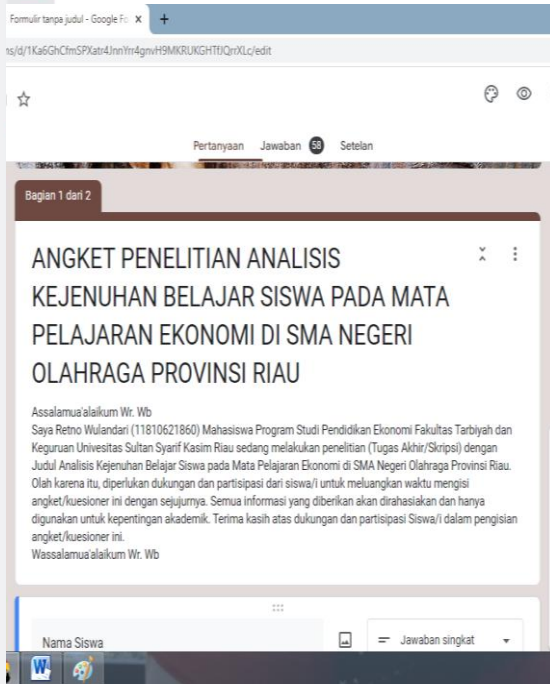 Formulir tanpa judul - Google Fo
Pertanyaan Jawaban 58 Setelan
Bagian 1 dari 2
ANGKET PENELITIAN ANALISIS
KEJENUHAN BELAJAR SISWA PADA MATA
PELAJARAN EKONOMI DI SMA NEGERI
OLAHRAGA PROVINSI RIAU
Assalamua'alaikum Wr. Wb
Saya Retno Wulandari (11810621860) Mahasiswa Program Studi Pendidikan Ekonomi Fakultas Tarbiyah dan
Keguruan Univesitas Sultan Syarif Kasim Riau sedang melakukan penelitian (Tugas Akhir/Skripsi) dengan
Judul Analisis Kejenuhan Belajar Siswa pada Mata Pelajaran Ekonomi di SMA Negeri Olahraga Provinsi Riau.
Olah karena itu, diperlukan dukungan dan partisipasi dari siswa/i untuk meluangkan waktu mengisi
angket/kuesioner ini dengan sejujurnya. Semua informasi yang diberikan akan dirahasiakan dan hanya
digunakan untuk kepentingan akademik. Terima kasih atas dukungan dan partisipasi Siswa/i dalam pengisian
angket/kuesioner ini.
Wassalamua'alaikum Wr. Wb
Nama Siswa Jawaban singkat
W